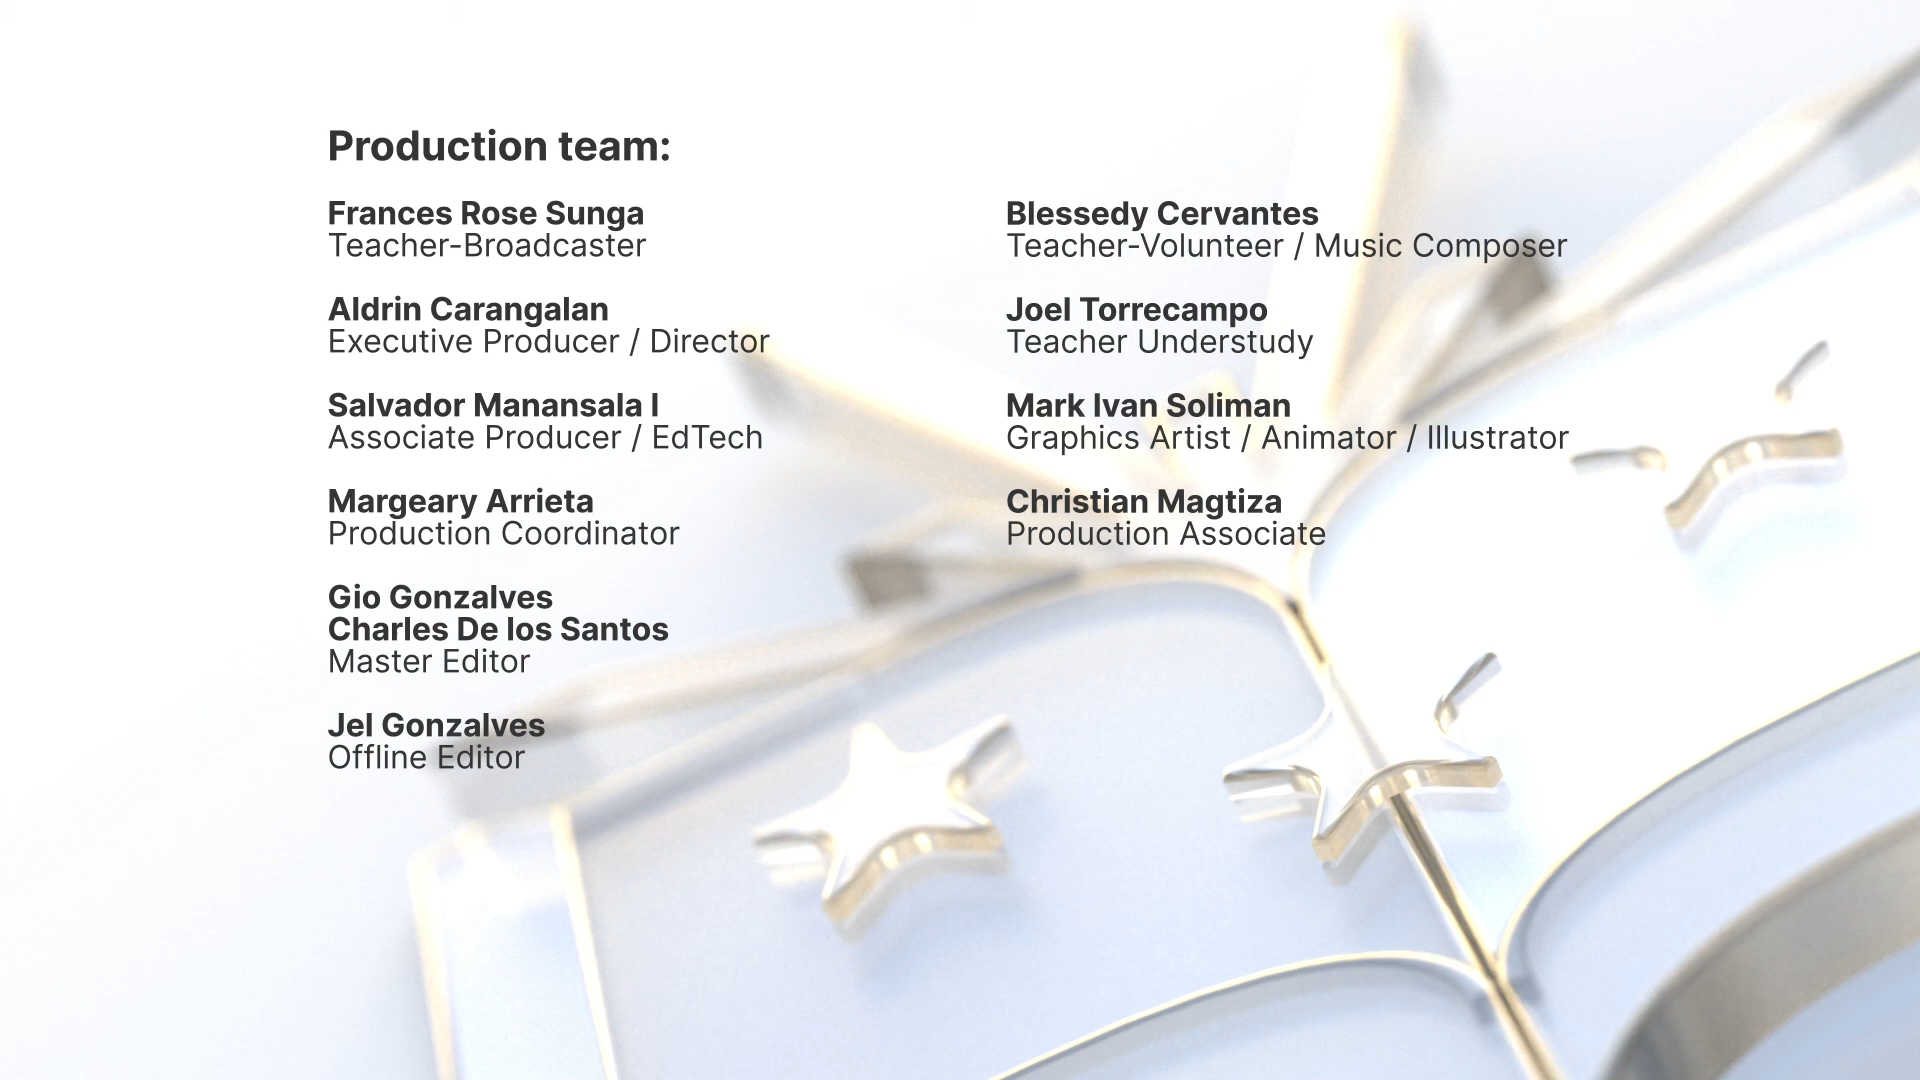 Production team:
Frances Rose Sunga
Teacher-Broadcaster
Aldrin Carangalan
Executive Producer / Director
Salvador Manansala I
Associate Producer / EdTech
Margeary Arrieta
Production Coordinator
Gio Gonzalves
Charles De los Santos
Master Editor
Jel Gonzalves
Offline Editor
Blessedy Cervantes
Teacher-Volunteer / Music Composer
Joel Torrecampo
Teacher Understudy
Mark Ivan Soliman
Graphics Artist / Animator / Illustrator
Christian Magtiza
Production Associate